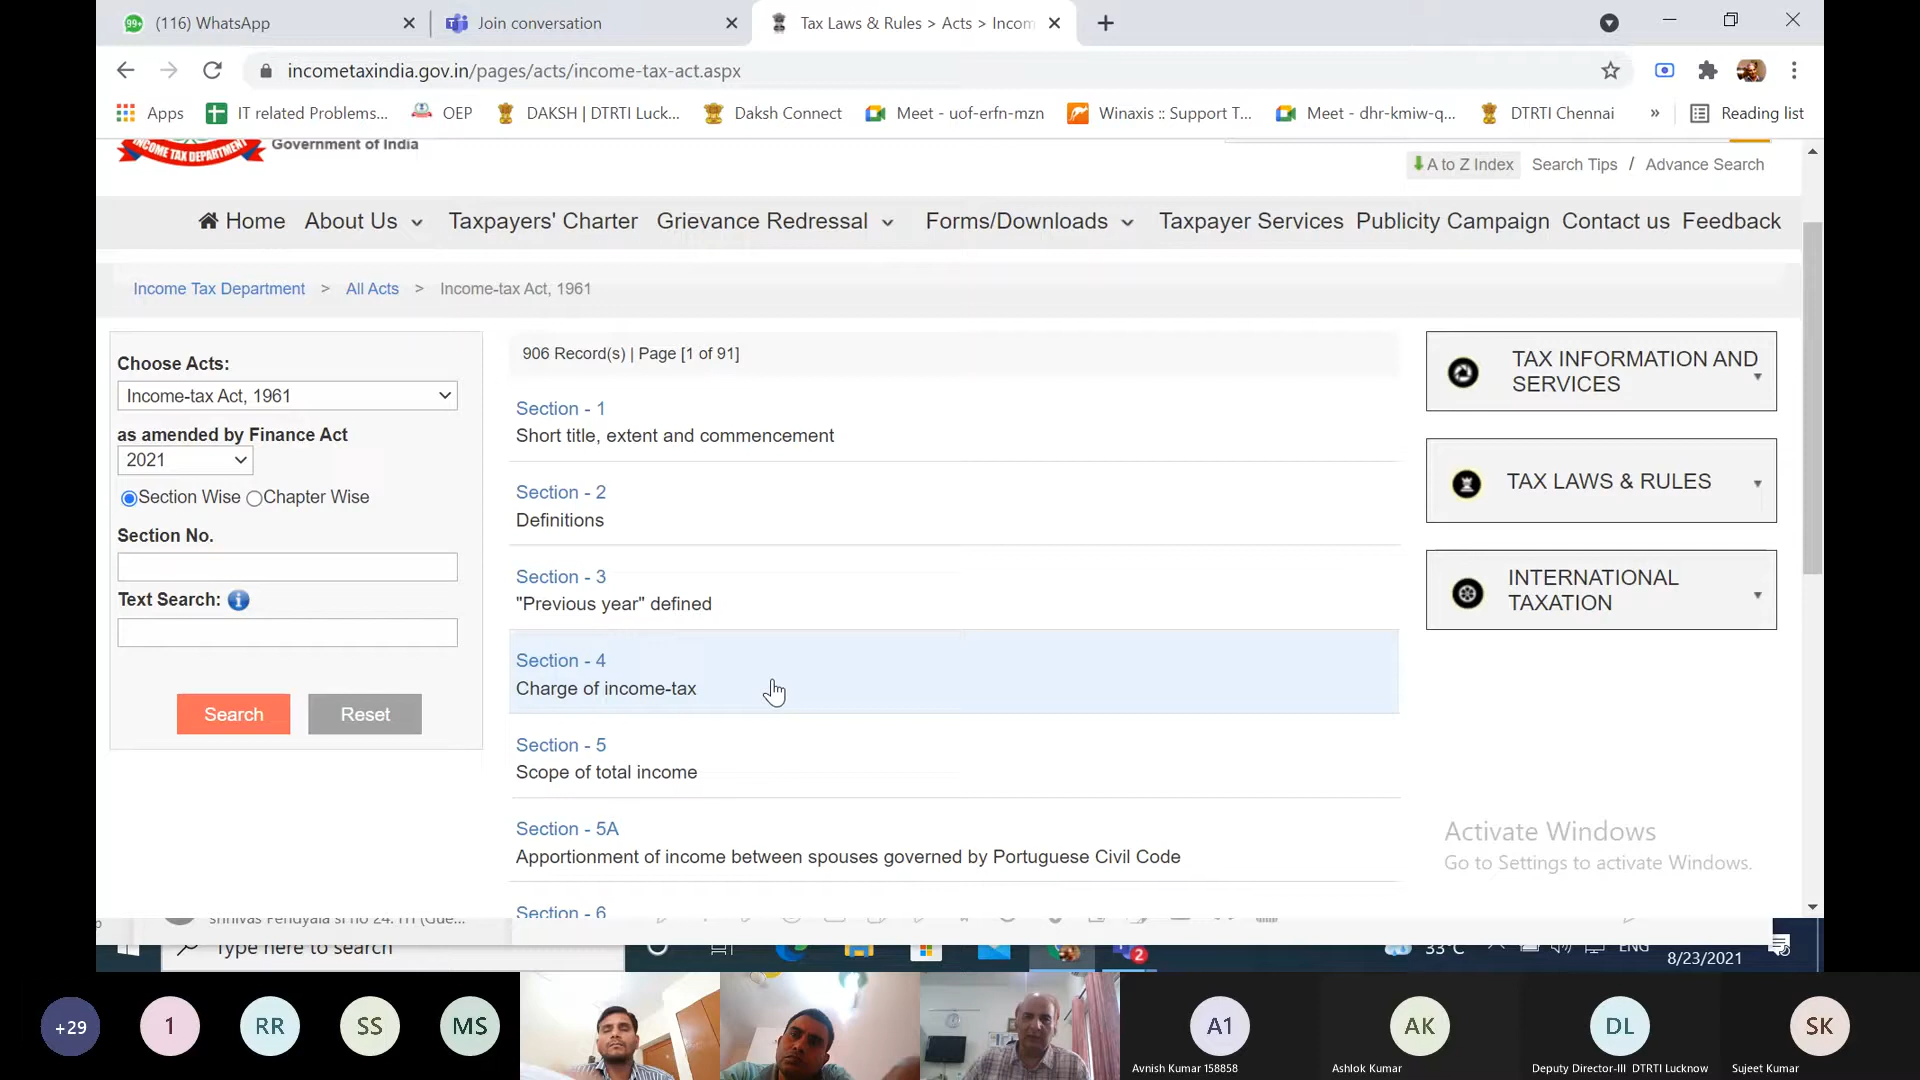 99+
(116) WhatsApp
Join conversation
Tax Laws & Rules > Acts > Incom
incometaxindia.gov.in/pages/acts/income-tax-act.aspx
Apps
IT related Problems...
OEP
DAKSH | DTRTI Luck...
Daksh Connect
Meet - uof-erfn-mzn
Winaxis :: Support T...
Meet - dhr-kmiw-q...
DTRTI Chennai
»
Reading list
INCOME TAX DEPARTMENT
Government of India
A to Z Index
Search Tips / Advance Search
Home
About Us
Taxpayers' Charter
Grievance Redressal
Forms/Downloads
Taxpayer Services
Publicity Campaign
Contact us
Feedback
Income Tax Department > All Acts > Income-tax Act, 1961
Choose Acts:
Income-tax Act, 1961
as amended by Finance Act
2021
Section Wise Chapter Wise
Section No.
Text Search:
Search
Reset
906 Record(s) | Page [1 of 91]
Section - 1
Short title, extent and commencement
Section - 2
Definitions
Section - 3
"Previous year" defined
Section - 4
Charge of income-tax
Section - 5
Scope of total income
Section - 5A
Apportionment of income between spouses governed by Portuguese Civil Code
Section - 6
TAX INFORMATION AND
SERVICES
TAX LAWS & RULES
INTERNATIONAL
TAXATION
Activate Windows
Go to Settings to activate Windows.
Type here to search
2
33°C
ENG
8/23/2021
+29
1
RR
SS
MS
A1
Avnish Kumar 158858
AK
Ashlok Kumar
DL
Deputy Director-III DTRTI Lucknow
SK
Sujeet Kumar